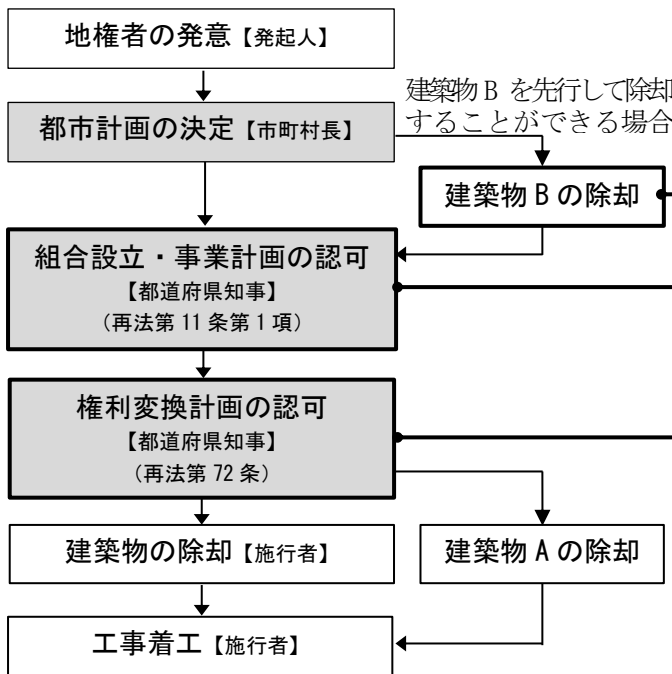 地権者の発意【発起人】
建築物Bを先行して除却
することができる場合
都市計画の決定【市町村長】
建築物Bの除却
組合設立・事業計画の認可
【都道府県知事】
（再法第11条第1項）
権利変換計画の認可
【都道府県知事】
（再法第72条）
建築物の除却【施行者】
建築物Aの除却
工事着工【施行者】